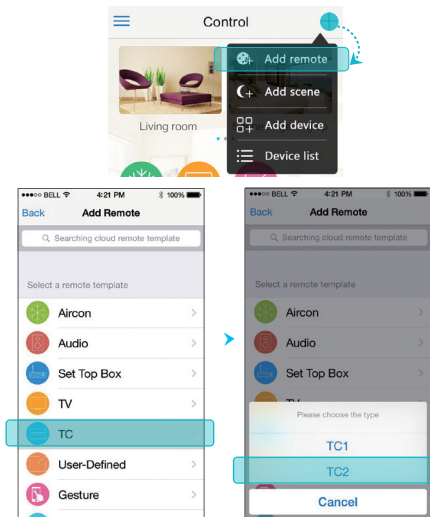 Control
Add remote
Add scene
Add device
Device list
Living room
●●●○○ BELL 4:21 PM 100%
Back Add Remote
Searching cloud remote template
Select a remote template
Aircon
Audio
Set Top Box
TV
TC
User-Defined
Gesture
●●●○○ BELL 4:21 PM 100%
Back Add Remote
Searching cloud remote template
Select a remote template
Aircon
Audio
Set Top Box
TV
Please choose the type
TC1
TC2
Cancel